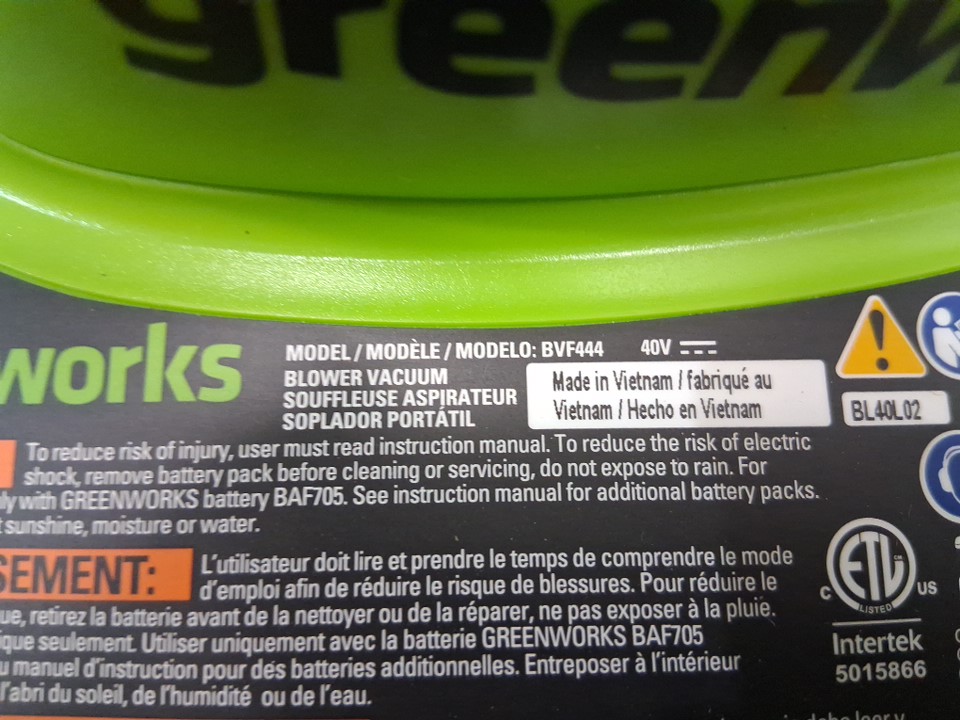 greenw
works
MODEL / MODÈLE / MODELO: BVF444 40V
BLOWER VACUUM
SOUFFLEUSE ASPIRATEUR
SOPLADOR PORTÁTIL
Made in Vietnam / fabriqué au
Vietnam / Hecho en Vietnam
BL40L02
To reduce risk of injury, user must read instruction manual. To reduce the risk of electric
shock, remove battery pack before cleaning or servicing, do not expose to rain. For
ly with GREENWORKS battery BAF705. See instruction manual for additional battery packs.
t sunshine, moisture or water.
SEMENT:
L'utilisateur doit lire et prendre le temps de comprendre le mode
d'emploi afin de réduire le risque de blessures. Pour réduire le
ue, retirez la batterie avant de la nettoyer ou de la réparer, ne pas exposer à la pluie.
ique seulement. Utiliser uniquement avec la batterie GREENWORKS BAF705
u manuel d'instruction pour des batteries additionnelles. Entreposer à l'intérieur
l'abri du soleil, de l'humidité ou de l'eau.
ETL
C US
LISTED
Intertek
5015866